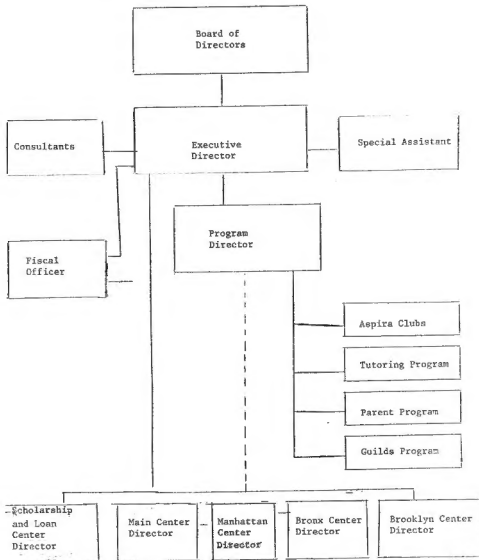 Board of
Directors
Consultants
Executive
Director
Special Assistant
Program
Director
Fiscal
Officer
Aspira Clubs
Tutoring Program
Parent Program
Guilds Program
Scholarship
and Loan
Center
Director
Main Center
Director
Manhattan
Center
Director
Bronx Center
Director
Brooklyn Center
Director